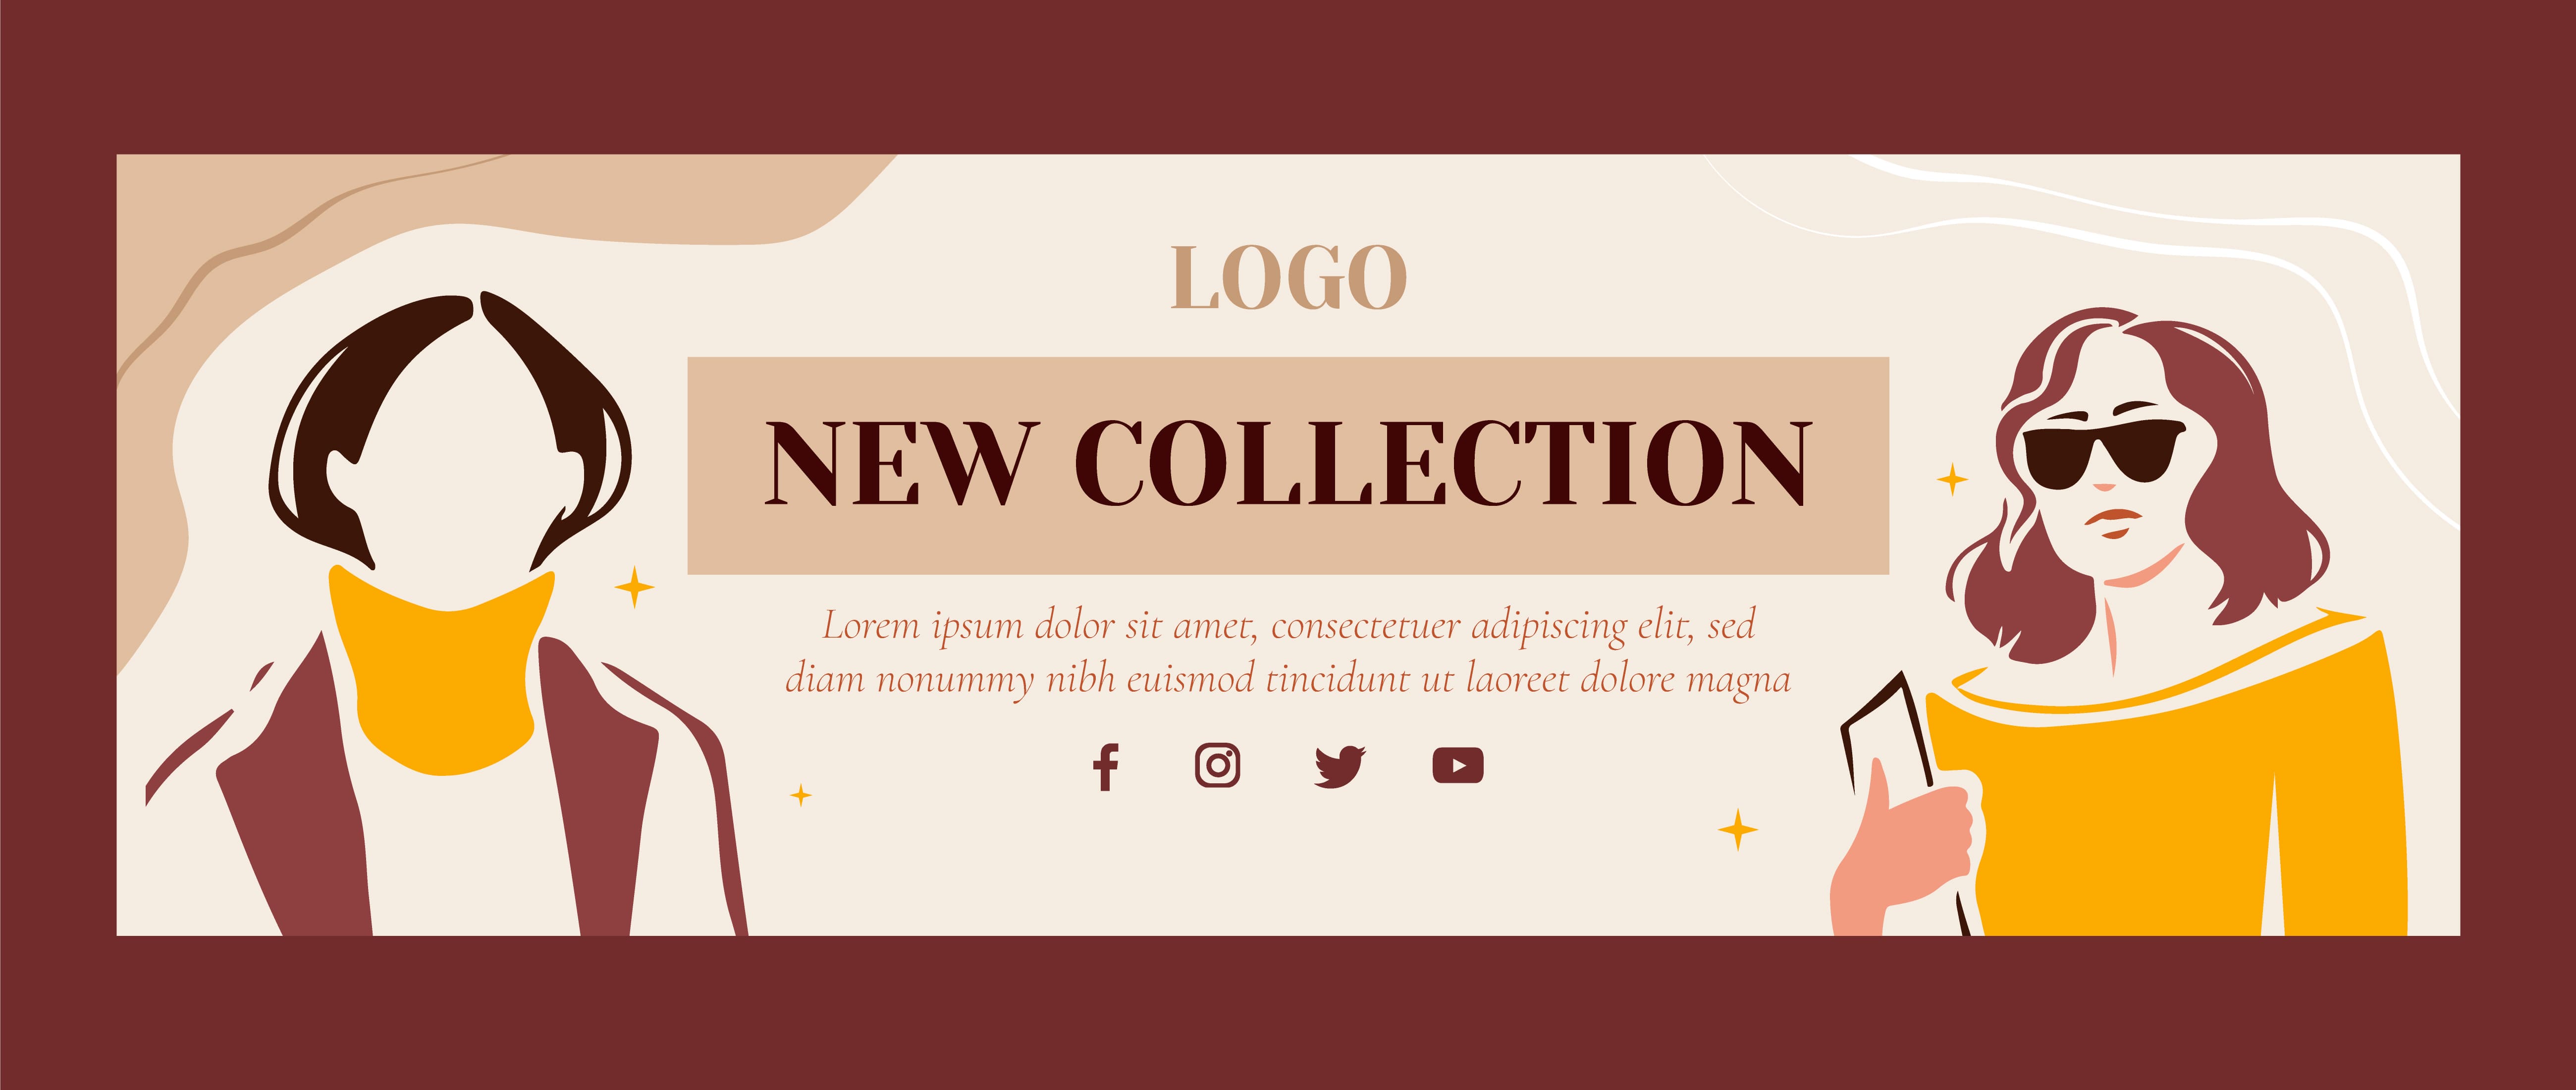 LOGO
NEW COLLECTION
Lorem ipsum dolor sit amet, consectetuer adipiscing elit, sed
diam nonummy nibh euismod tincidunt ut laoreet dolore magna